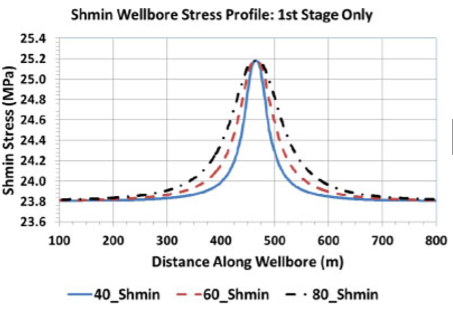 Shmin Wellbore Stress Profile: 1st Stage Only
Shmin Stress (MPa)
25.4
25.2
25.0
24.8
24.6
24.4
24.2
24.0
23.8
23.6
100 200 300 400 500 600 700 800
Distance Along Wellbore (m)
40_Shmin 60_Shmin 80_Shmin